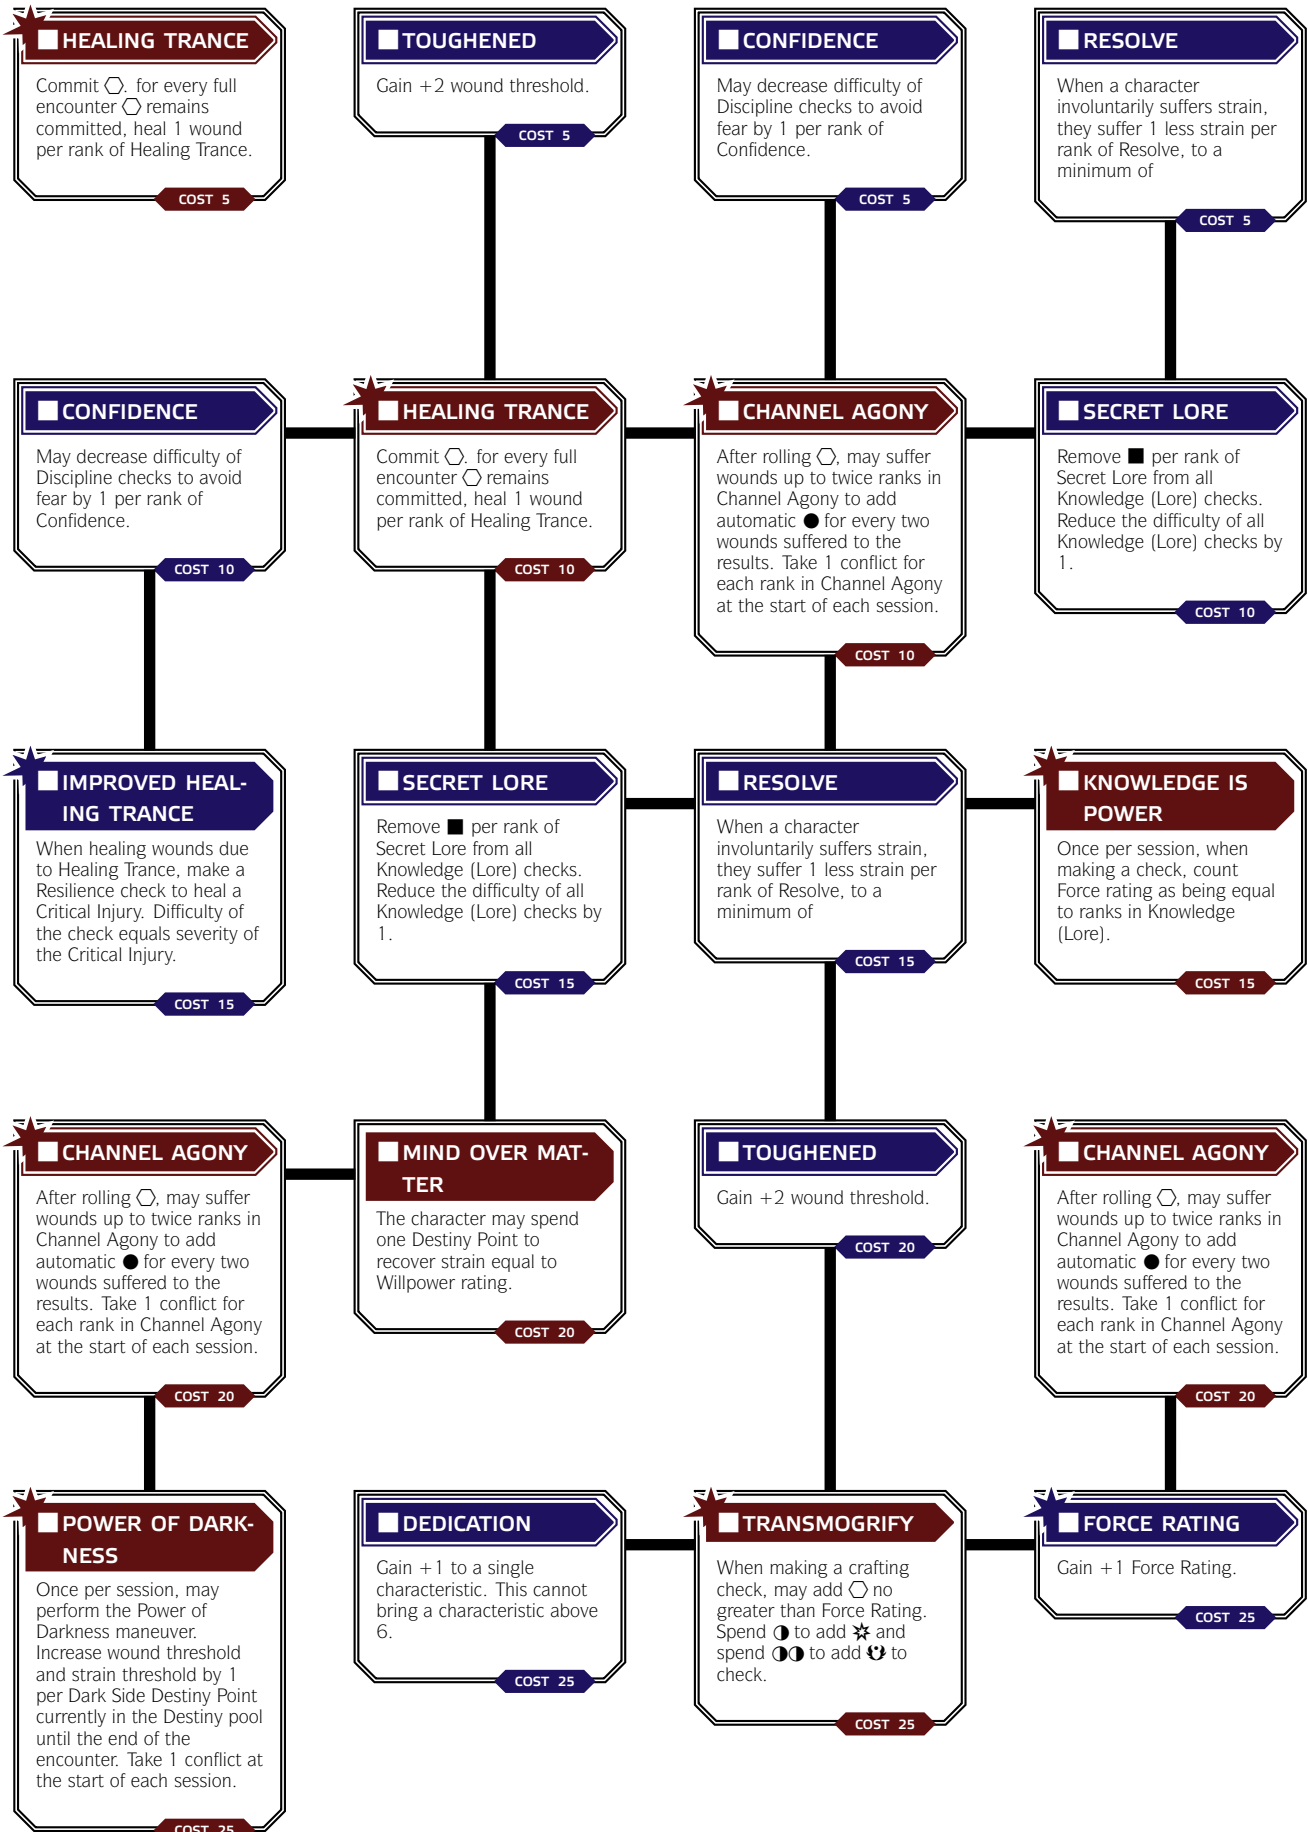 HEALING TRANCE
Commit ⬡. for every full
encounter ⬡ remains
committed, heal 1 wound
per rank of Healing Trance.
COST 5
TOUGHENED
Gain +2 wound threshold.
COST 5
CONFIDENCE
May decrease difficulty of
Discipline checks to avoid
fear by 1 per rank of
Confidence.
COST 5
RESOLVE
When a character
involuntarily suffers strain,
they suffer 1 less strain per
rank of Resolve, to a
minimum of
COST 5
CONFIDENCE
May decrease difficulty of
Discipline checks to avoid
fear by 1 per rank of
Confidence.
COST 10
HEALING TRANCE
Commit ⬡. for every full
encounter ⬡ remains
committed, heal 1 wound
per rank of Healing Trance.
COST 10
CHANNEL AGONY
After rolling ⬡, may suffer
wounds up to twice ranks in
Channel Agony to add
automatic ● for every two
wounds suffered to the
results. Take 1 conflict for
each rank in Channel Agony
at the start of each session.
COST 10
SECRET LORE
Remove ■ per rank of
Secret Lore from all
Knowledge (Lore) checks.
Reduce the difficulty of all
Knowledge (Lore) checks by
1.
COST 10
IMPROVED HEAL-
ING TRANCE
When healing wounds due
to Healing Trance, make a
Resilience check to heal a
Critical Injury. Difficulty of
the check equals severity of
the Critical Injury.
COST 15
SECRET LORE
Remove ■ per rank of
Secret Lore from all
Knowledge (Lore) checks.
Reduce the difficulty of all
Knowledge (Lore) checks by
1.
COST 15
RESOLVE
When a character
involuntarily suffers strain,
they suffer 1 less strain per
rank of Resolve, to a
minimum of
COST 15
KNOWLEDGE IS
POWER
Once per session, when
making a check, count
Force rating as being equal
to ranks in Knowledge
(Lore).
COST 15
CHANNEL AGONY
After rolling ⬡, may suffer
wounds up to twice ranks in
Channel Agony to add
automatic ● for every two
wounds suffered to the
results. Take 1 conflict for
each rank in Channel Agony
at the start of each session.
COST 20
MIND OVER MAT-
TER
The character may spend
one Destiny Point to
recover strain equal to
Willpower rating.
COST 20
TOUGHENED
Gain +2 wound threshold.
COST 20
CHANNEL AGONY
After rolling ⬡, may suffer
wounds up to twice ranks in
Channel Agony to add
automatic ● for every two
wounds suffered to the
results. Take 1 conflict for
each rank in Channel Agony
at the start of each session.
COST 20
POWER OF DARK-
NESS
Once per session, may
perform the Power of
Darkness maneuver.
Increase wound threshold
and strain threshold by 1
per Dark Side Destiny Point
currently in the Destiny pool
until the end of the
encounter. Take 1 conflict at
the start of each session.
COST 25
DEDICATION
Gain +1 to a single
characteristic. This cannot
bring a characteristic above
6.
COST 25
TRANSMOGRIFY
When making a crafting
check, may add ⬡ no
greater than Force Rating.
Spend ◑ to add and
spend ◑◑ to add to
check.
COST 25
FORCE RATING
Gain +1 Force Rating.
COST 25